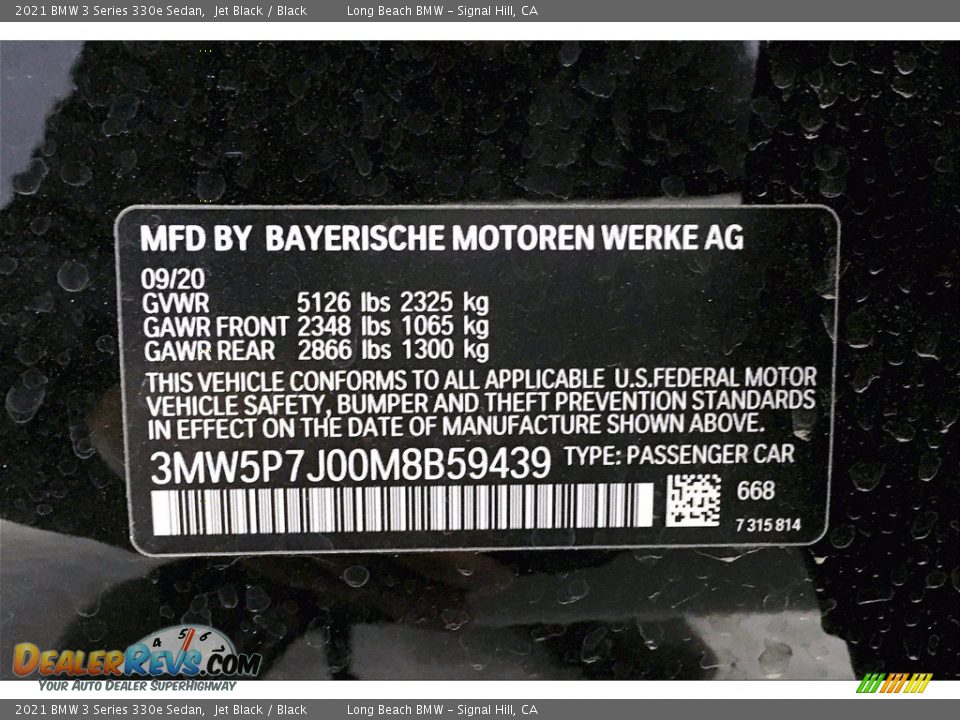 2021 BMW 3 Series 330e Sedan, Jet Black / Black Long Beach BMW - Signal Hill, CA
MFD BY BAYERISCHE MOTOREN WERKE AG
09/20
GVWR 5126 lbs 2325 kg
GAWR FRONT 2348 lbs 1065 kg
GAWR REAR 2866 lbs 1300 kg
THIS VEHICLE CONFORMS TO ALL APPLICABLE U.S.FEDERAL MOTOR
VEHICLE SAFETY, BUMPER AND THEFT PREVENTION STANDARDS
IN EFFECT ON THE DATE OF MANUFACTURE SHOWN ABOVE.
3MW5P7J00M8B59439 TYPE: PASSENGER CAR
668
7 315 814
4 5 6
DEALERREVS.COM
YOUR AUTO DEALER SUPERHIGHWAY
2021 BMW 3 Series 330e Sedan, Jet Black / Black Long Beach BMW - Signal Hill, CA